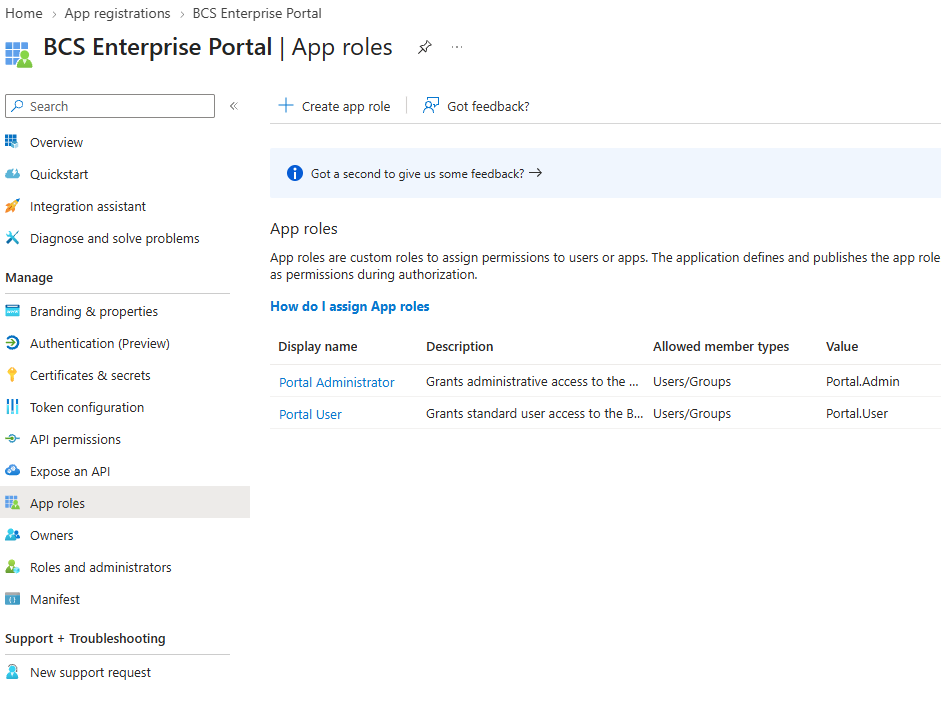 Home > App registrations > BCS Enterprise Portal
BCS Enterprise Portal | App roles
Search
Create app role
Got feedback?
Overview
Quickstart
Integration assistant
Diagnose and solve problems
Manage
Branding & properties
Authentication (Preview)
Certificates & secrets
Token configuration
API permissions
Expose an API
App roles
Owners
Roles and administrators
Manifest
Support + Troubleshooting
New support request
Got a second to give us some feedback? →
App roles
App roles are custom roles to assign permissions to users or apps. The application defines and publishes the app role
as permissions during authorization.
How do I assign App roles
Display name Description Allowed member types Value
Portal Administrator Grants administrative access to the ... Users/Groups Portal.Admin
Portal User Grants standard user access to the B... Users/Groups Portal.User